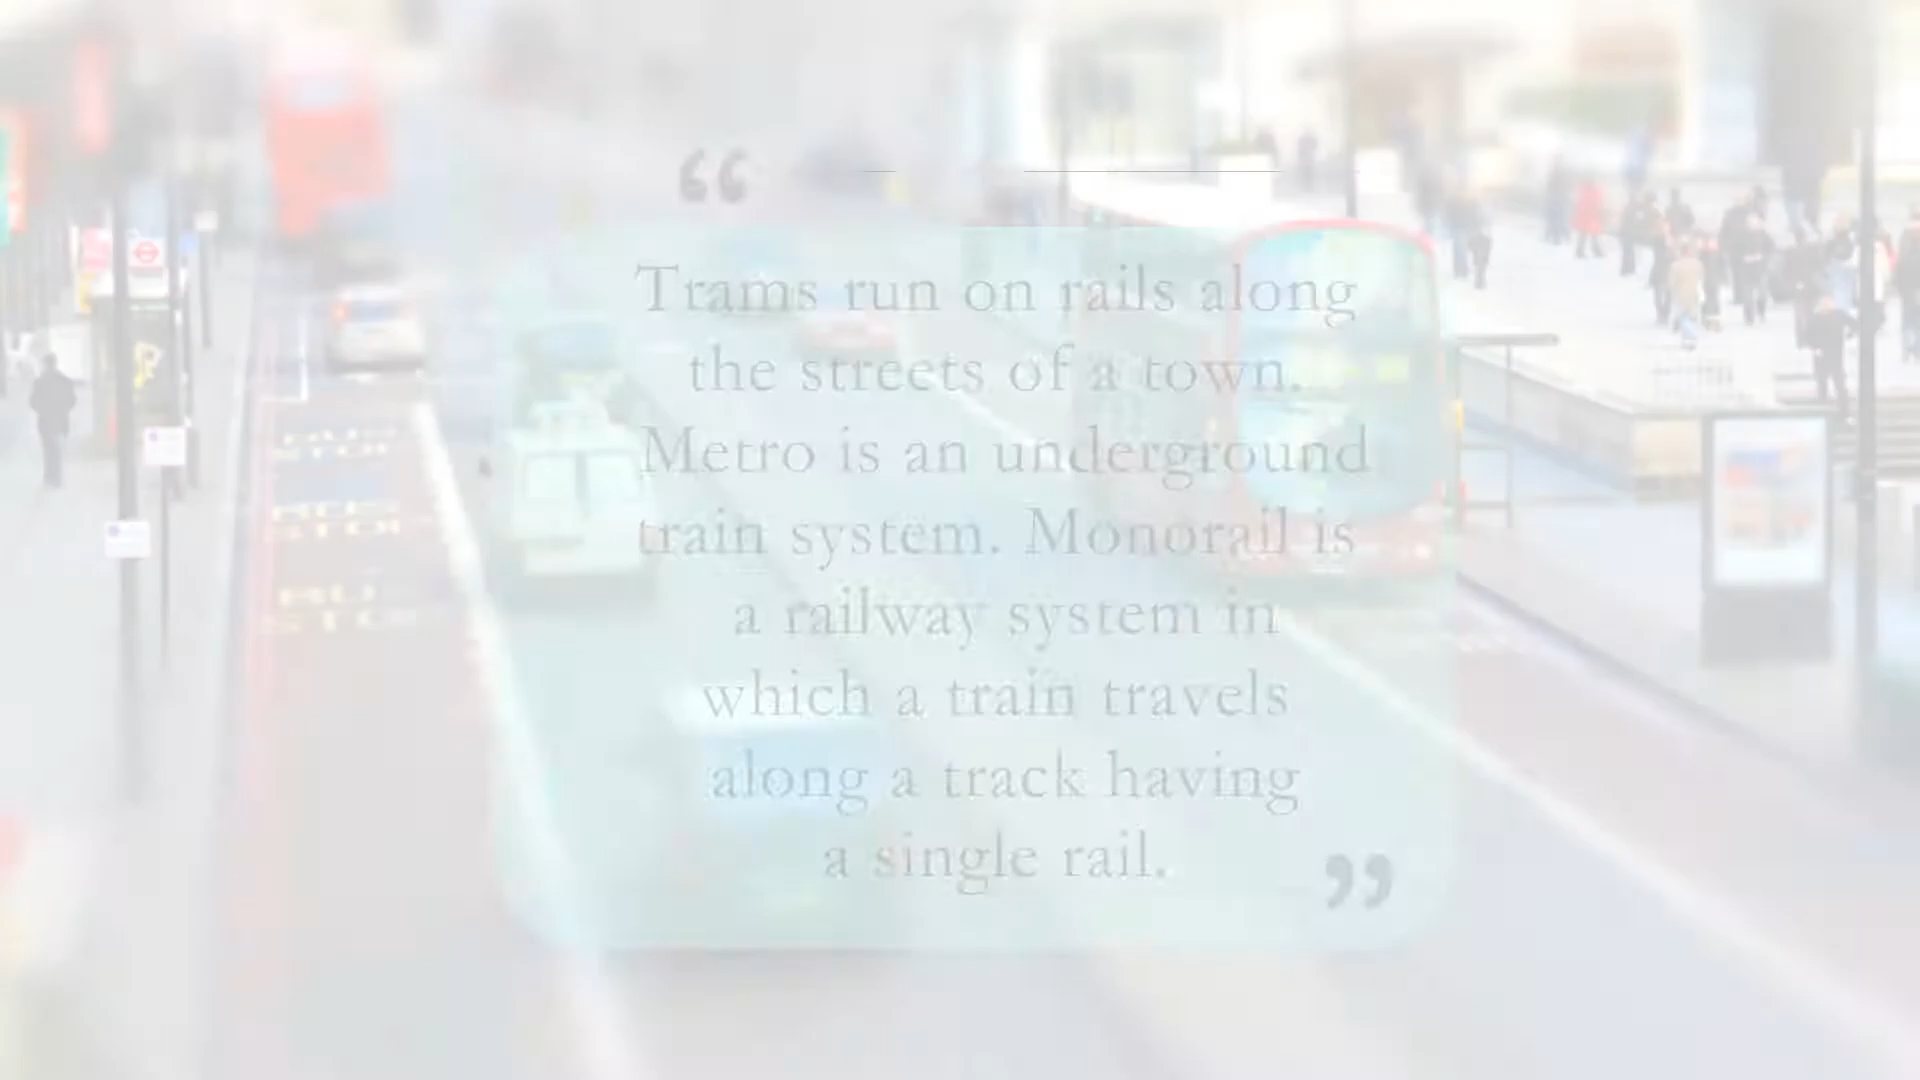 “
Trams run on rails along
the streets of a town.
Metro is an underground
train system. Monorail is
a railway system in
which a train travels
along a track having
a single rail.
”